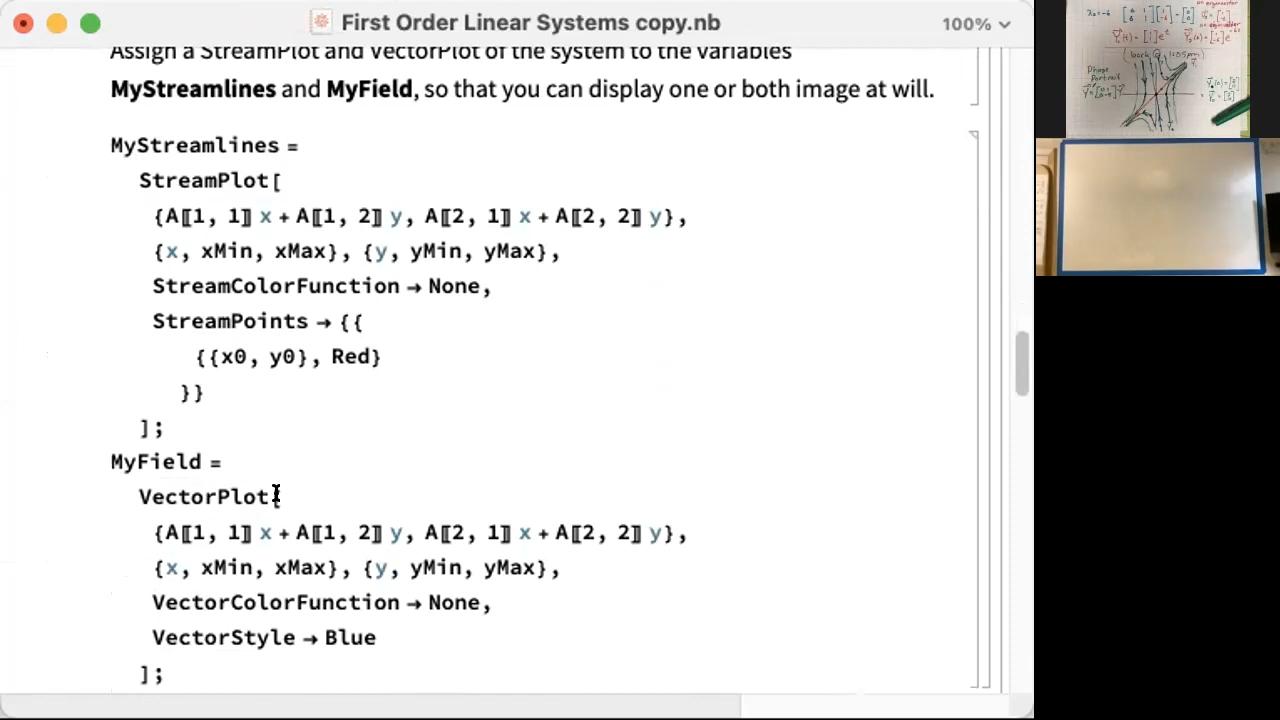 First Order Linear Systems copy.nb
100%
Assign a StreamPlot and VectorPlot of the system to the variables
MyStreamlines and MyField, so that you can display one or both image at will.
MyStreamlines =
StreamPlot[
{A⟦1, 1⟧ x + A⟦1, 2⟧ y, A⟦2, 1⟧ x + A⟦2, 2⟧ y},
{x, xMin, xMax}, {y, yMin, yMax},
StreamColorFunction → None,
StreamPoints → {{
{{x0, y0}, Red}
}}
];
MyField =
VectorPlot[
{A⟦1, 1⟧ x + A⟦1, 2⟧ y, A⟦2, 1⟧ x + A⟦2, 2⟧ y},
{x, xMin, xMax}, {y, yMin, yMax},
VectorColorFunction → None,
VectorStyle → Blue
];
Phase
Portrait